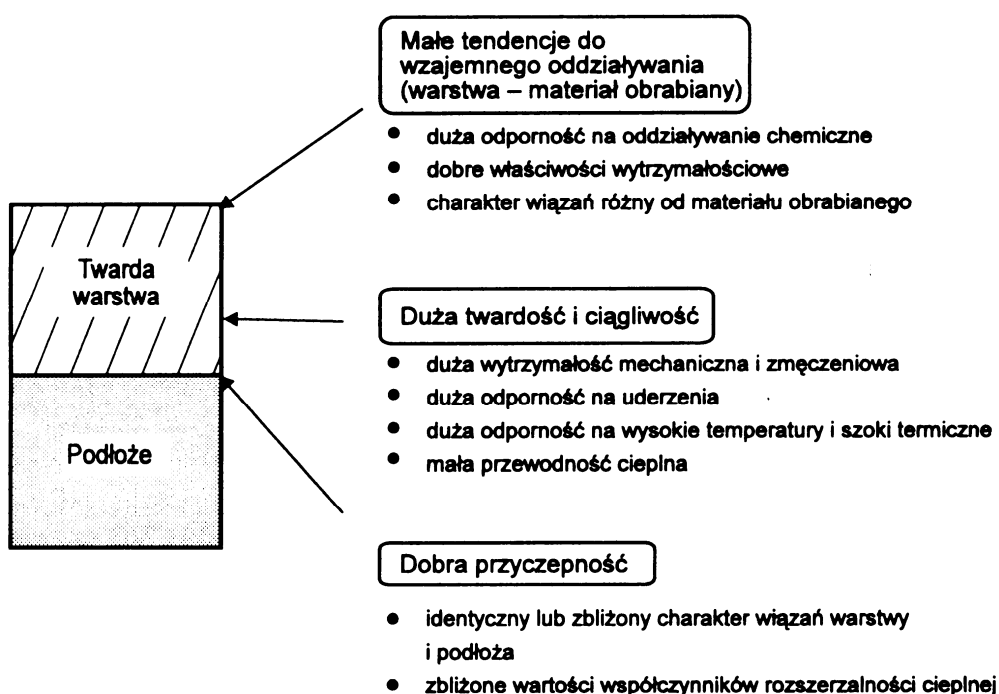 Małe tendencje do
wzajemnego oddziaływania
(warstwa – materiał obrabiany)
• duża odporność na oddziaływanie chemiczne
• dobre właściwości wytrzymałościowe
• charakter wiązań różny od materiału obrabianego
Twarda
warstwa
Duża twardość i ciągliwość
• duża wytrzymałość mechaniczna i zmęczeniowa
• duża odporność na uderzenia
• duża odporność na wysokie temperatury i szoki termiczne
• mała przewodność cieplna
Podłoże
Dobra przyczepność
• identyczny lub zbliżony charakter wiązań warstwy
i podłoża
• zbliżone wartości współczynników rozszerzalności cieplnej